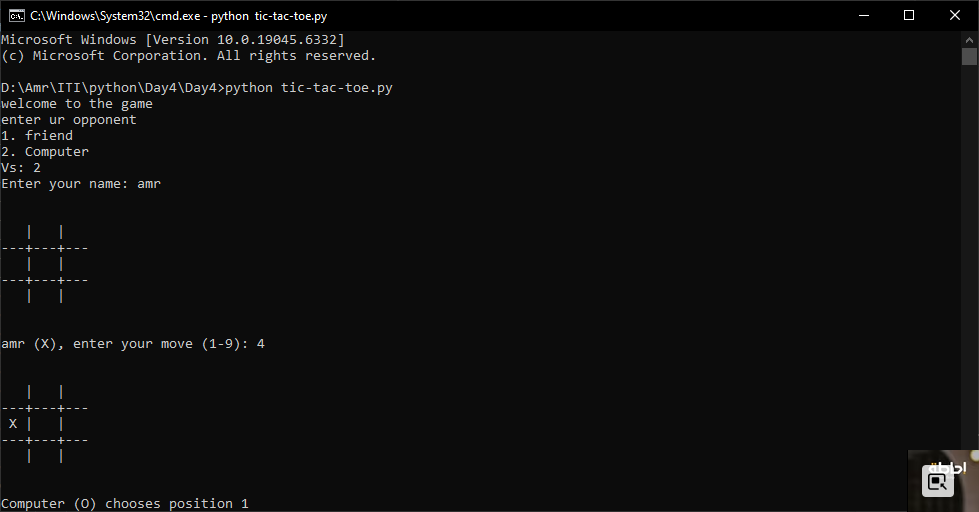 C:\Windows\System32\cmd.exe - python  tic-tac-toe.py
Microsoft Windows [Version 10.0.19045.6332]
(c) Microsoft Corporation. All rights reserved.
D:\Amr\ITI\python\Day4\Day4>python tic-tac-toe.py
welcome to the game
enter ur opponent
1. friend
2. Computer
Vs: 2
Enter your name: amr
   |   |
---+---+---
   |   |
---+---+---
   |   |
amr (X), enter your move (1-9): 4
   |   |
---+---+---
 X |   |
---+---+---
   |   |
Computer (O) chooses position 1